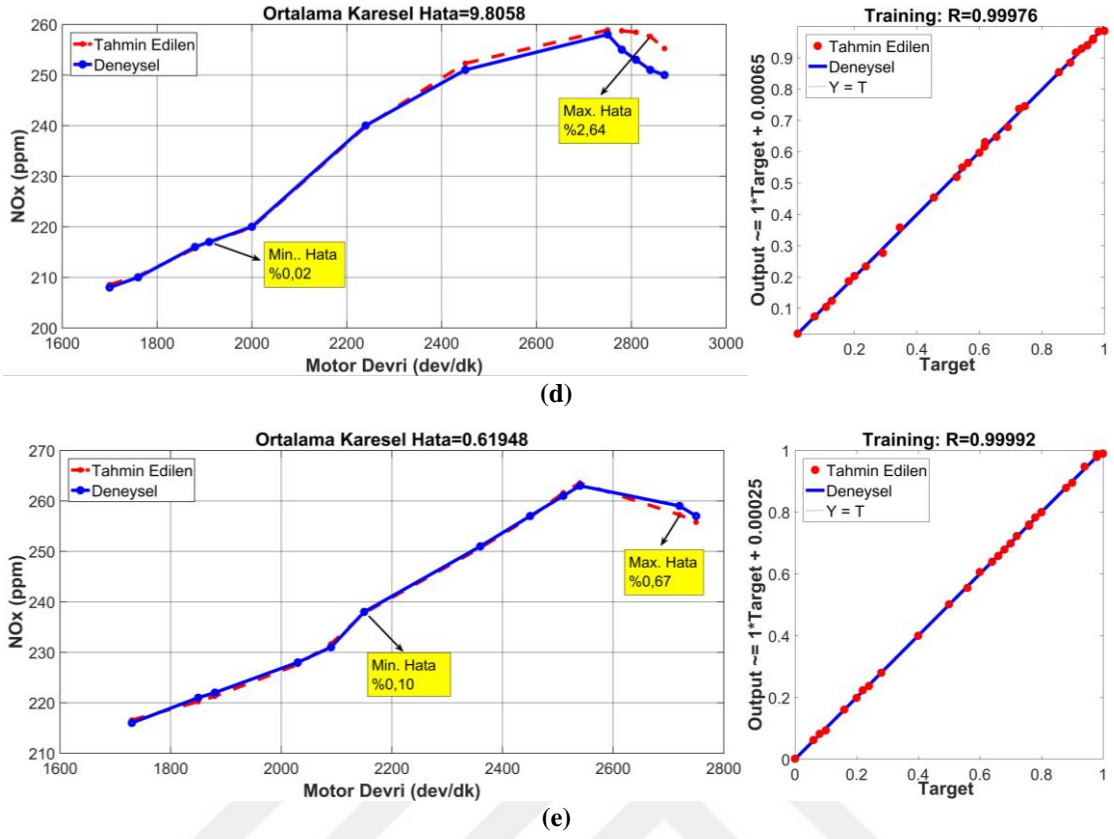 Ortalama Karesel Hata=9.8058
260
250
240
230
220
210
200
NOx (ppm)
Tahmin Edilen
Deneysel
Max. Hata
%2,64
Min.. Hata
%0,02
1600 1800 2000 2200 2400 2600 2800 3000
Motor Devri (dev/dk)
Training: R=0.99976
Output ~= 1*Target + 0.00065
0.9
0.8
0.7
0.6
0.5
0.4
0.3
0.2
0.1
Tahmin Edilen
Deneysel
Y = T
0.2 0.4 0.6 0.8 1
Target
(d)
Ortalama Karesel Hata=0.61948
270
260
250
240
230
220
210
NOx (ppm)
Tahmin Edilen
Deneysel
Max. Hata
%0,67
Min. Hata
%0,10
1600 1800 2000 2200 2400 2600 2800
Motor Devri (dev/dk)
Training: R=0.99992
Output ~= 1*Target + 0.00025
1
0.8
0.6
0.4
0.2
0
Tahmin Edilen
Deneysel
Y = T
0 0.2 0.4 0.6 0.8 1
Target
(e)